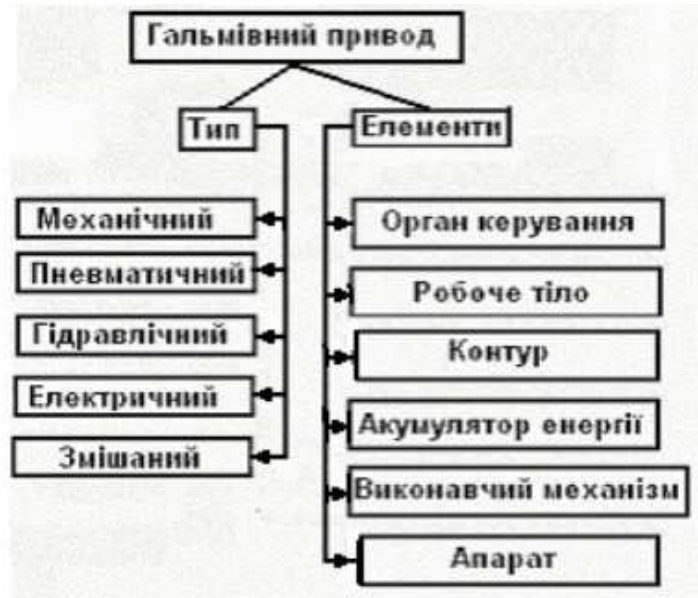 Гальмівний привод
Тип
Елементи
Механічний
Пневматичний
Гідравлічний
Електричний
Змішаний
Орган керування
Робоче тіло
Контур
Акумулятор енергії
Виконавчий механізм
Апарат